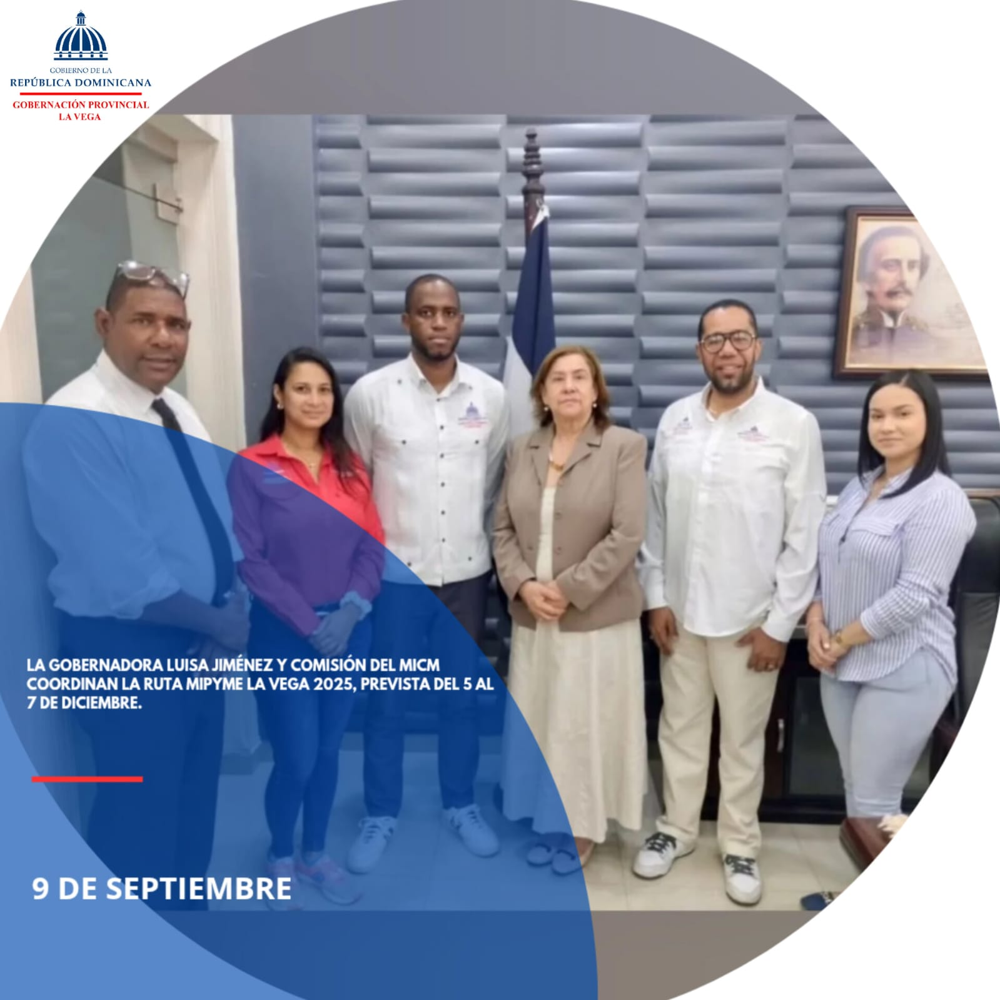 GOBIERNO DE LA
REPÚBLICA DOMINICANA
GOBERNACIÓN PROVINCIAL
LA VEGA
LA GOBERNADORA LUISA JIMÉNEZ Y COMISIÓN DEL MICM
COORDINAN LA RUTA MIPYME LA VEGA 2025, PREVISTA DEL 5 AL
7 DE DICIEMBRE.
9 DE SEPTIEMBRE